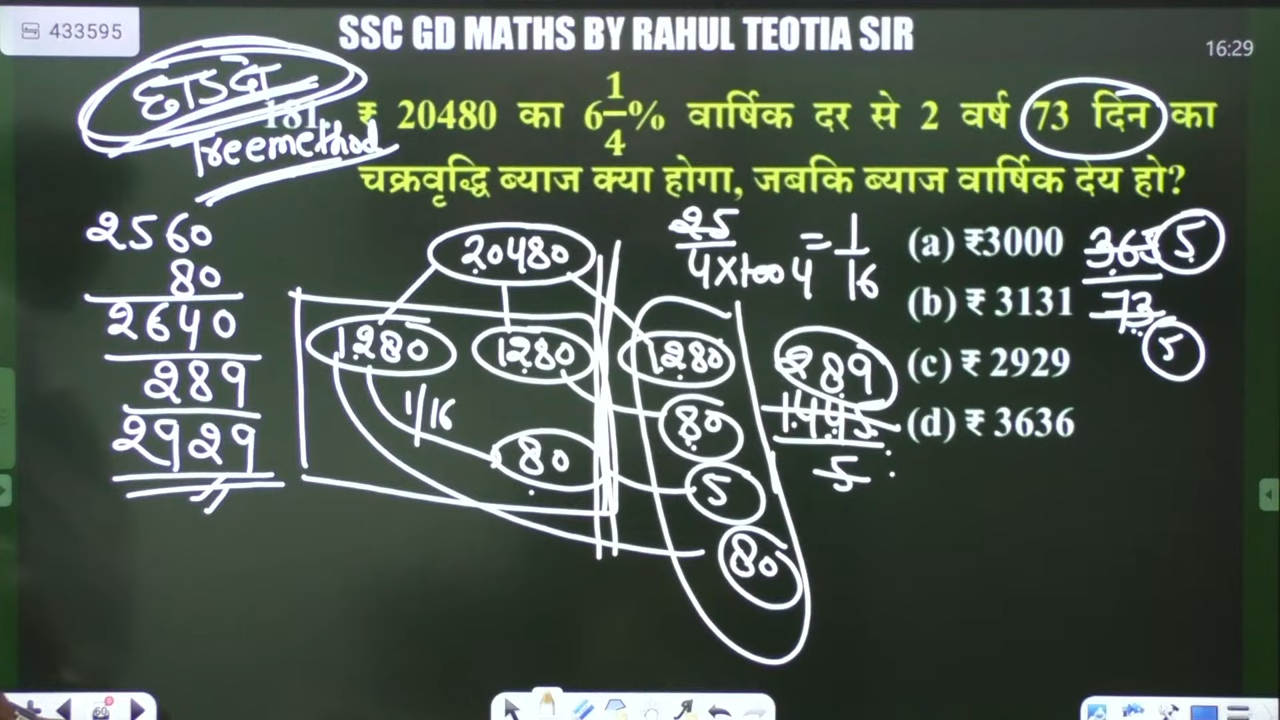 433595
SSC GD MATHS BY RAHUL TEOTIA SIR
16:29
181. ₹ 20480 का 6 1/4 % वार्षिक दर से 2 वर्ष 73 दिन का
Treemethod
चक्रवृद्धि ब्याज क्या होगा, जबकि ब्याज वार्षिक देय हो?
2560
80
2640
289
2929
20480
1280 1280 1280
1/16
80
80
5
80
25/4×100 4 = 1/16
289
1445
5
(a) ₹3000
(b) ₹ 3131
(c) ₹ 2929
(d) ₹ 3636
365 5
73
5